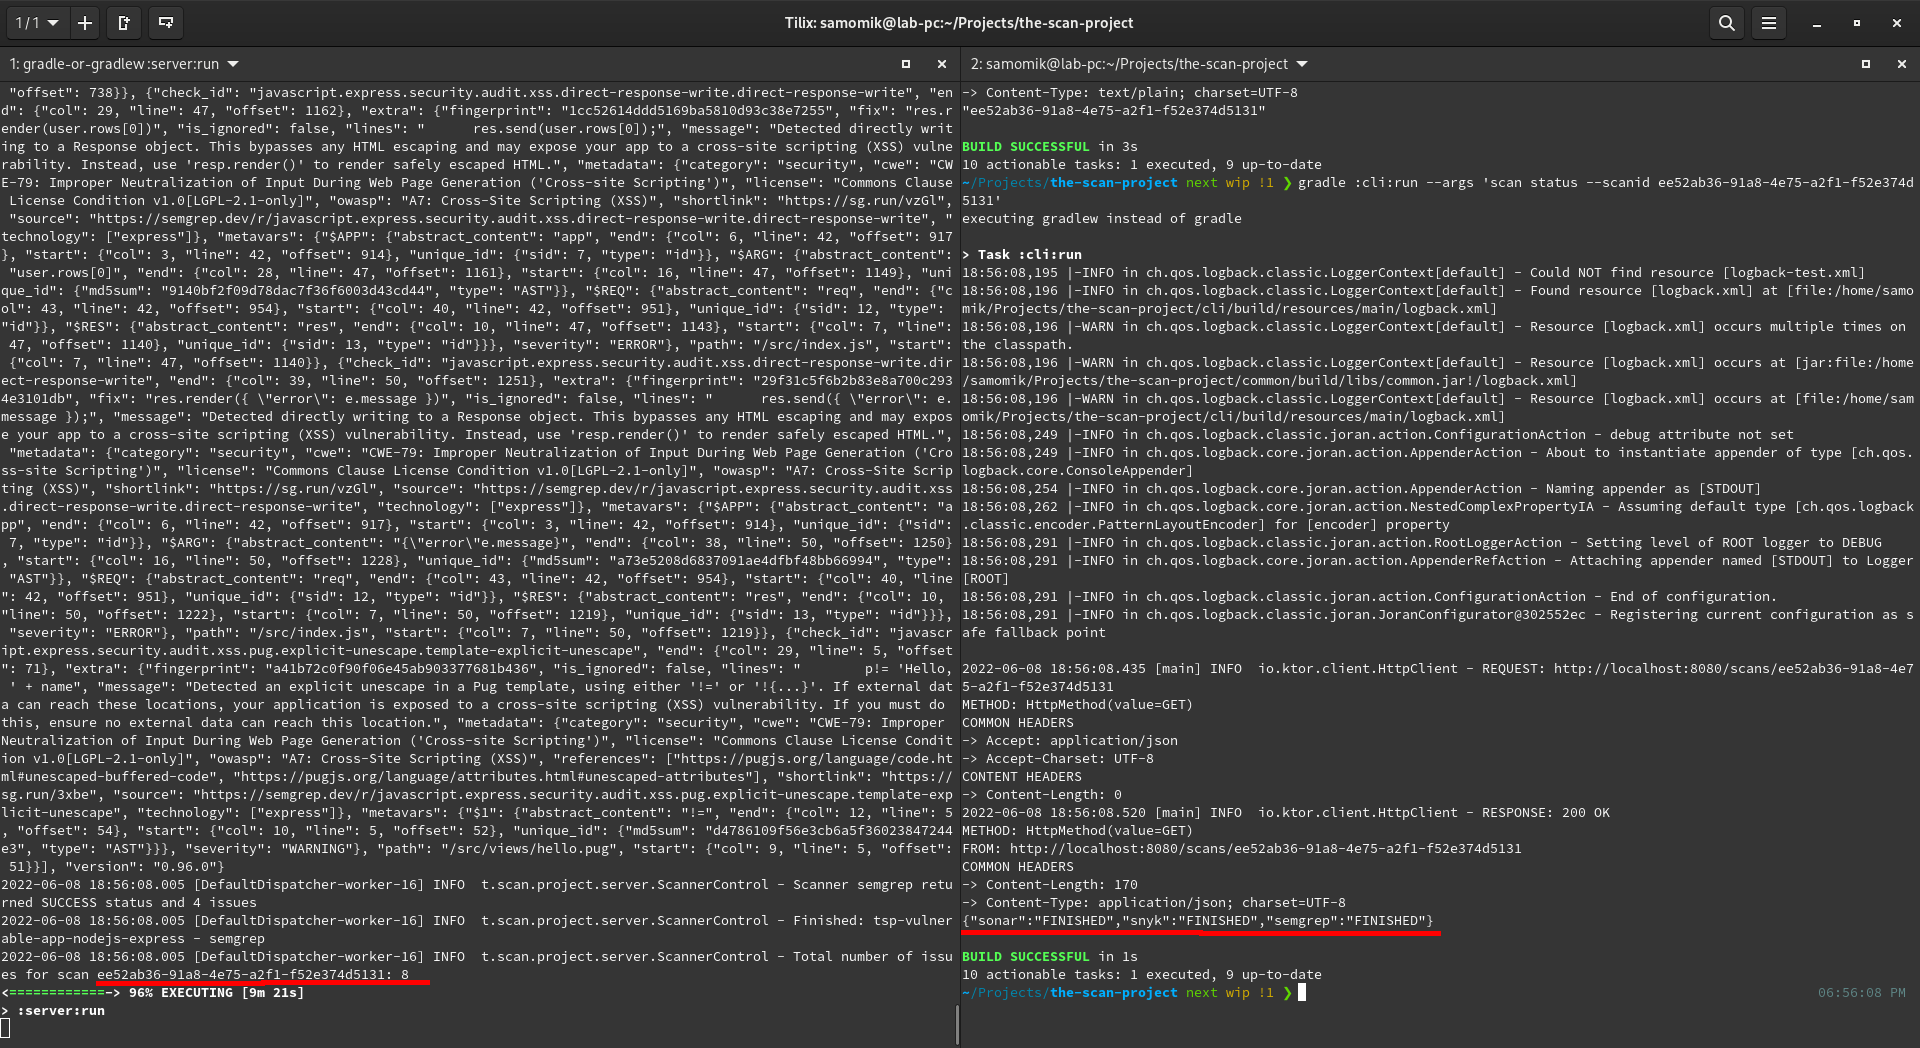 1 / 1
Tilix: samomik@lab-pc:~/Projects/the-scan-project
1: gradle-or-gradlew :server:run
"offset": 738}}, {"check_id": "javascript.express.security.audit.xss.direct-response-write.direct-response-write", "en
d": {"col": 29, "line": 47, "offset": 1162}, "extra": {"fingerprint": "1cc52614ddd5169ba5810d93c38e7255", "fix": "res.r
ender(user.rows[0])", "is_ignored": false, "lines": "      res.send(user.rows[0]);", "message": "Detected directly writ
ing to a Response object. This bypasses any HTML escaping and may expose your app to a cross-site scripting (XSS) vulne
rability. Instead, use 'resp.render()' to render safely escaped HTML.", "metadata": {"category": "security", "cwe": "CW
E-79: Improper Neutralization of Input During Web Page Generation ('Cross-site Scripting')", "license": "Commons Clause
License Condition v1.0[LGPL-2.1-only]", "owasp": "A7: Cross-Site Scripting (XSS)", "shortlink": "https://sg.run/vzGl",
"source": "https://semgrep.dev/r/javascript.express.security.audit.xss.direct-response-write.direct-response-write", "
technology": ["express"]}, "metavars": {"$APP": {"abstract_content": "app", "end": {"col": 6, "line": 42, "offset": 917
}, "start": {"col": 3, "line": 42, "offset": 914}, "unique_id": {"sid": 7, "type": "id"}}, "$ARG": {"abstract_content":
"user.rows[0]", "end": {"col": 28, "line": 47, "offset": 1161}, "start": {"col": 16, "line": 47, "offset": 1149}, "uni
que_id": {"md5sum": "9140bf2f09d78dac7f36f6003d43cd44", "type": "AST"}}, "$REQ": {"abstract_content": "req", "end": {"c
ol": 43, "line": 42, "offset": 954}, "start": {"col": 40, "line": 42, "offset": 951}, "unique_id": {"sid": 12, "type":
"id"}}, "$RES": {"abstract_content": "res", "end": {"col": 10, "line": 47, "offset": 1143}, "start": {"col": 7, "line":
47, "offset": 1140}, "unique_id": {"sid": 13, "type": "id"}}}, "severity": "ERROR"}, "path": "/src/index.js", "start":
{"col": 7, "line": 47, "offset": 1140}}, {"check_id": "javascript.express.security.audit.xss.direct-response-write.dir
ect-response-write", "end": {"col": 39, "line": 50, "offset": 1251}, "extra": {"fingerprint": "29f31c5f6b2b83e8a700c293
4e3101db", "fix": "res.render({ \"error\": e.message })", "is_ignored": false, "lines": "      res.send({ \"error\": e.
message });", "message": "Detected directly writing to a Response object. This bypasses any HTML escaping and may expos
e your app to a cross-site scripting (XSS) vulnerability. Instead, use 'resp.render()' to render safely escaped HTML.",
"metadata": {"category": "security", "cwe": "CWE-79: Improper Neutralization of Input During Web Page Generation ('Cro
ss-site Scripting')", "license": "Commons Clause License Condition v1.0[LGPL-2.1-only]", "owasp": "A7: Cross-Site Scrip
ting (XSS)", "shortlink": "https://sg.run/vzGl", "source": "https://semgrep.dev/r/javascript.express.security.audit.xss
.direct-response-write.direct-response-write", "technology": ["express"]}, "metavars": {"$APP": {"abstract_content": "a
pp", "end": {"col": 6, "line": 42, "offset": 917}, "start": {"col": 3, "line": 42, "offset": 914}, "unique_id": {"sid":
7, "type": "id"}}, "$ARG": {"abstract_content": "{\"error\"e.message}", "end": {"col": 38, "line": 50, "offset": 1250}
, "start": {"col": 16, "line": 50, "offset": 1228}, "unique_id": {"md5sum": "a73e5208d6837091ae4dfbf48bb66994", "type":
"AST"}}, "$REQ": {"abstract_content": "req", "end": {"col": 43, "line": 42, "offset": 954}, "start": {"col": 40, "line
": 42, "offset": 951}, "unique_id": {"sid": 12, "type": "id"}}, "$RES": {"abstract_content": "res", "end": {"col": 10,
"line": 50, "offset": 1222}, "start": {"col": 7, "line": 50, "offset": 1219}, "unique_id": {"sid": 13, "type": "id"}}},
"severity": "ERROR"}, "path": "/src/index.js", "start": {"col": 7, "line": 50, "offset": 1219}}, {"check_id": "javascr
ipt.express.security.audit.xss.pug.explicit-unescape.template-explicit-unescape", "end": {"col": 29, "line": 5, "offset
": 71}, "extra": {"fingerprint": "a41b72c0f90f06e45ab903377681b436", "is_ignored": false, "lines": "        p!= 'Hello,
' + name", "message": "Detected an explicit unescape in a Pug template, using either '!=' or '!{...}'. If external dat
a can reach these locations, your application is exposed to a cross-site scripting (XSS) vulnerability. If you must do
this, ensure no external data can reach this location.", "metadata": {"category": "security", "cwe": "CWE-79: Improper
Neutralization of Input During Web Page Generation ('Cross-site Scripting')", "license": "Commons Clause License Condit
ion v1.0[LGPL-2.1-only]", "owasp": "A7: Cross-Site Scripting (XSS)", "references": ["https://pugjs.org/language/code.ht
ml#unescaped-buffered-code", "https://pugjs.org/language/attributes.html#unescaped-attributes"], "shortlink": "https://
sg.run/3xbe", "source": "https://semgrep.dev/r/javascript.express.security.audit.xss.pug.explicit-unescape.template-exp
licit-unescape", "technology": ["express"]}, "metavars": {"$1": {"abstract_content": "!=", "end": {"col": 12, "line": 5
, "offset": 54}, "start": {"col": 10, "line": 5, "offset": 52}, "unique_id": {"md5sum": "d4786109f56e3cb6a5f36023847244
e3", "type": "AST"}}}, "severity": "WARNING"}, "path": "/src/views/hello.pug", "start": {"col": 9, "line": 5, "offset":
51}}], "version": "0.96.0"}
2022-06-08 18:56:08.005 [DefaultDispatcher-worker-16] INFO  t.scan.project.server.ScannerControl - Scanner semgrep retu
rned SUCCESS status and 4 issues
2022-06-08 18:56:08.005 [DefaultDispatcher-worker-16] INFO  t.scan.project.server.ScannerControl - Finished: tsp-vulner
able-app-nodejs-express - semgrep
2022-06-08 18:56:08.005 [DefaultDispatcher-worker-16] INFO  t.scan.project.server.ScannerControl - Total number of issu
es for scan ee52ab36-91a8-4e75-a2f1-f52e374d5131: 8
<============-> 96% EXECUTING [9m 21s]
> :server:run
2: samomik@lab-pc:~/Projects/the-scan-project
-> Content-Type: text/plain; charset=UTF-8
"ee52ab36-91a8-4e75-a2f1-f52e374d5131"
BUILD SUCCESSFUL in 3s
10 actionable tasks: 1 executed, 9 up-to-date
~/Projects/the-scan-project next wip !1 ❯ gradle :cli:run --args 'scan status --scanid ee52ab36-91a8-4e75-a2f1-f52e374d
5131'
executing gradlew instead of gradle
> Task :cli:run
18:56:08,195 |-INFO in ch.qos.logback.classic.LoggerContext[default] - Could NOT find resource [logback-test.xml]
18:56:08,196 |-INFO in ch.qos.logback.classic.LoggerContext[default] - Found resource [logback.xml] at [file:/home/samo
mik/Projects/the-scan-project/cli/build/resources/main/logback.xml]
18:56:08,196 |-WARN in ch.qos.logback.classic.LoggerContext[default] - Resource [logback.xml] occurs multiple times on
the classpath.
18:56:08,196 |-WARN in ch.qos.logback.classic.LoggerContext[default] - Resource [logback.xml] occurs at [jar:file:/home
/samomik/Projects/the-scan-project/common/build/libs/common.jar!/logback.xml]
18:56:08,196 |-WARN in ch.qos.logback.classic.LoggerContext[default] - Resource [logback.xml] occurs at [file:/home/sam
omik/Projects/the-scan-project/cli/build/resources/main/logback.xml]
18:56:08,249 |-INFO in ch.qos.logback.classic.joran.action.ConfigurationAction - debug attribute not set
18:56:08,249 |-INFO in ch.qos.logback.core.joran.action.AppenderAction - About to instantiate appender of type [ch.qos.
logback.core.ConsoleAppender]
18:56:08,254 |-INFO in ch.qos.logback.core.joran.action.AppenderAction - Naming appender as [STDOUT]
18:56:08,262 |-INFO in ch.qos.logback.core.joran.action.NestedComplexPropertyIA - Assuming default type [ch.qos.logback
.classic.encoder.PatternLayoutEncoder] for [encoder] property
18:56:08,291 |-INFO in ch.qos.logback.classic.joran.action.RootLoggerAction - Setting level of ROOT logger to DEBUG
18:56:08,291 |-INFO in ch.qos.logback.core.joran.action.AppenderRefAction - Attaching appender named [STDOUT] to Logger
[ROOT]
18:56:08,291 |-INFO in ch.qos.logback.classic.joran.action.ConfigurationAction - End of configuration.
18:56:08,291 |-INFO in ch.qos.logback.classic.joran.JoranConfigurator@302552ec - Registering current configuration as s
afe fallback point
2022-06-08 18:56:08.435 [main] INFO  io.ktor.client.HttpClient - REQUEST: http://localhost:8080/scans/ee52ab36-91a8-4e7
5-a2f1-f52e374d5131
METHOD: HttpMethod(value=GET)
COMMON HEADERS
-> Accept: application/json
-> Accept-Charset: UTF-8
CONTENT HEADERS
-> Content-Length: 0
2022-06-08 18:56:08.520 [main] INFO  io.ktor.client.HttpClient - RESPONSE: 200 OK
METHOD: HttpMethod(value=GET)
FROM: http://localhost:8080/scans/ee52ab36-91a8-4e75-a2f1-f52e374d5131
COMMON HEADERS
-> Content-Length: 170
-> Content-Type: application/json; charset=UTF-8
{"sonar":"FINISHED","snyk":"FINISHED","semgrep":"FINISHED"}
BUILD SUCCESSFUL in 1s
10 actionable tasks: 1 executed, 9 up-to-date
~/Projects/the-scan-project next wip !1 ❯ 06:56:08 PM